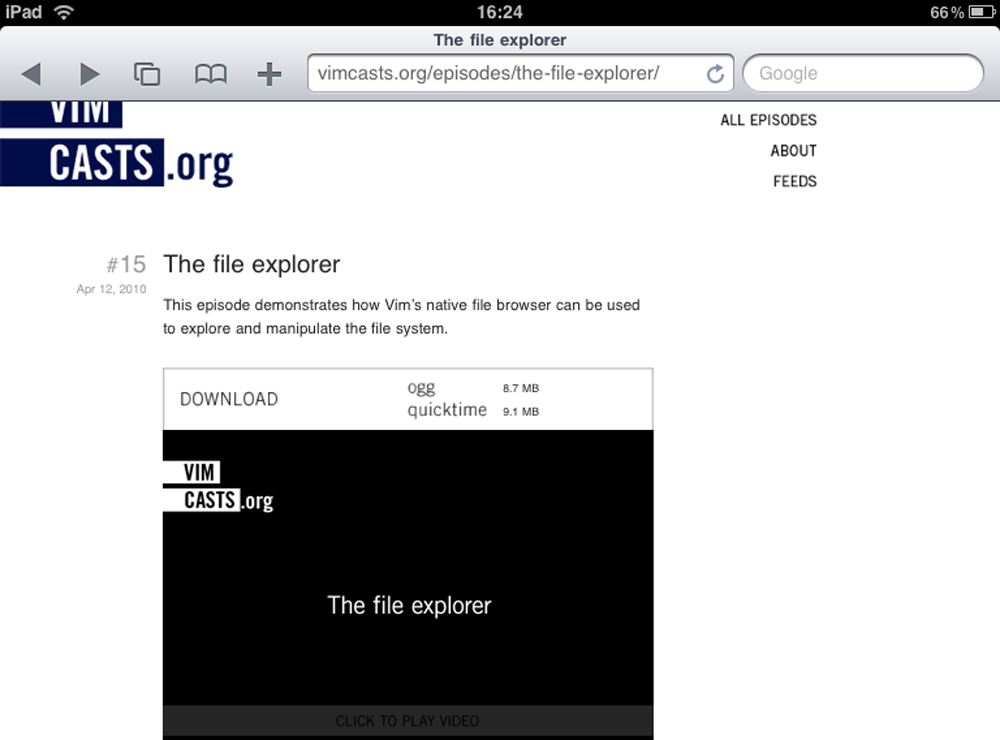 iPad 16:24 66%
The file explorer
vimcasts.org/episodes/the-file-explorer/ Google
VIM
CASTS.org
ALL EPISODES
ABOUT
FEEDS
#15 The file explorer
Apr 12, 2010
This episode demonstrates how Vim's native file browser can be used
to explore and manipulate the file system.
DOWNLOAD
ogg 8.7 MB
quicktime 9.1 MB
VIM
CASTS.org
The file explorer
CLICK TO PLAY VIDEO